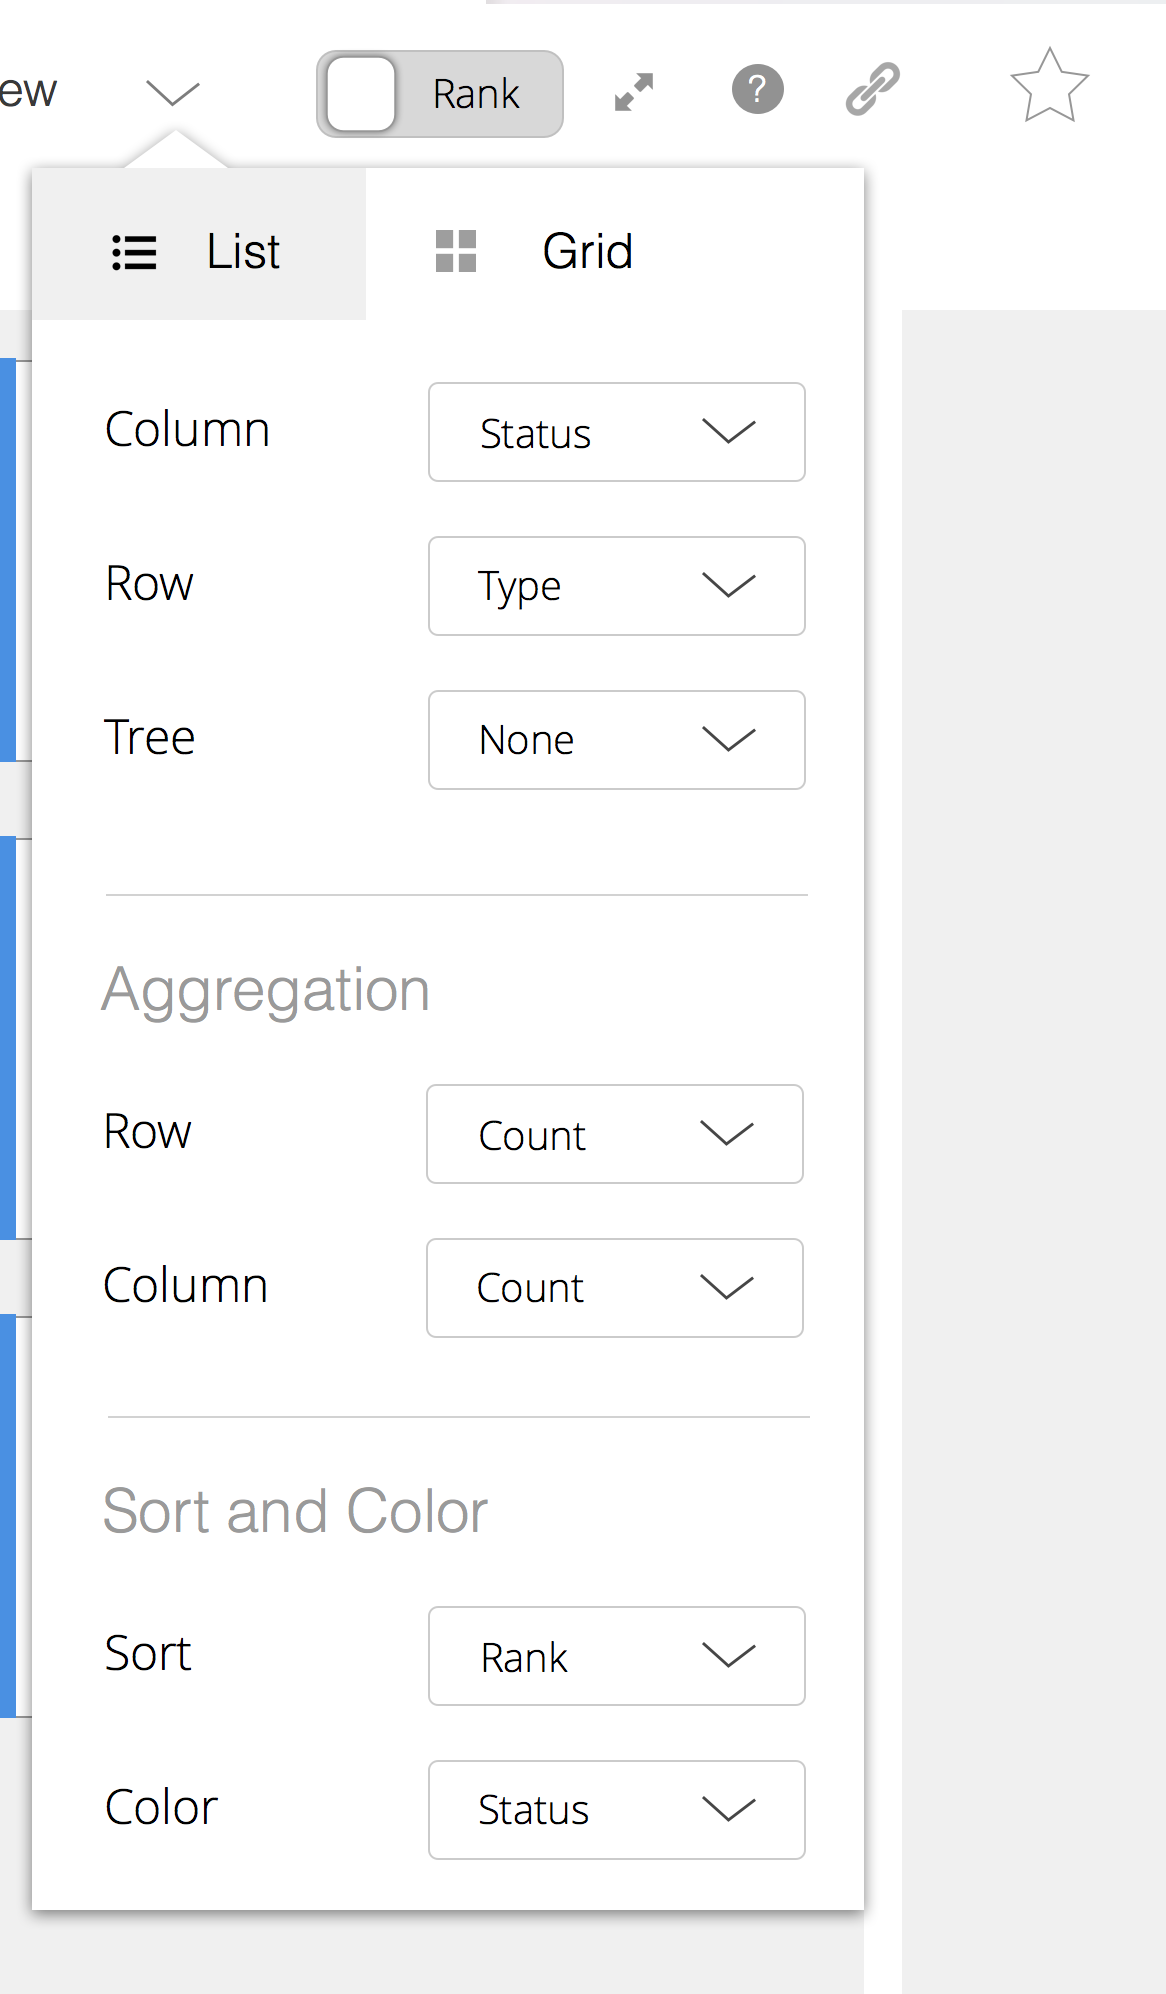 ew
Rank
?
List
Grid
Column
Status
Row
Type
Tree
None
Aggregation
Row
Count
Column
Count
Sort and Color
Sort
Rank
Color
Status